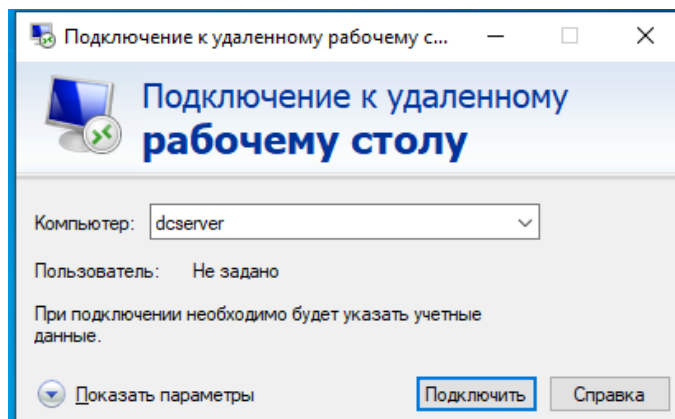 Подключение к удаленному рабочему с...
Подключение к удаленному
рабочему столу
Компьютер: dcserver
Пользователь: Не задано
При подключении необходимо будет указать учетные
данные.
Показать параметры Подключить Справка